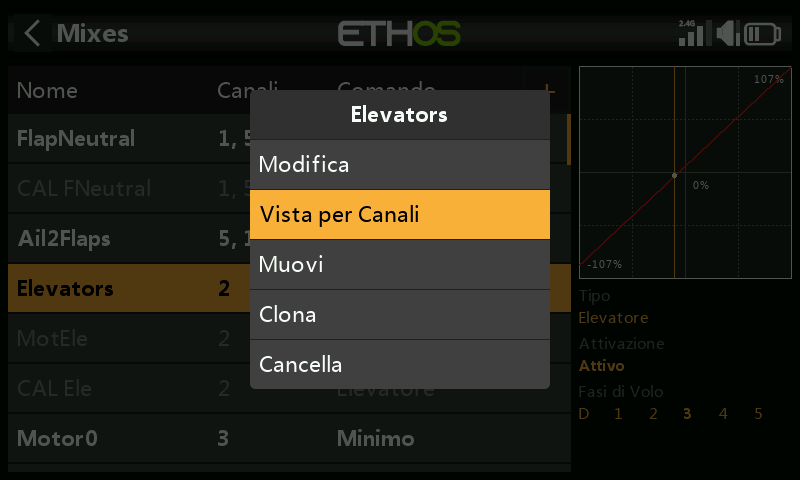 Mixes ETHOS 2.4G
Nome Canali Comando +
FlapNeutral 1, 5
CAL FNeutral 1, 5
Ail2Flaps 5, 1
Elevators 2
MotEle 2
CAL Ele 2 Elevatore
Motor0 3 Minimo
Elevators
Modifica
Vista per Canali
Muovi
Clona
Cancella
107%
0%
-107%
Tipo
Elevatore
Attivazione
Attivo
Fasi di Volo
D 1 2 3 4 5